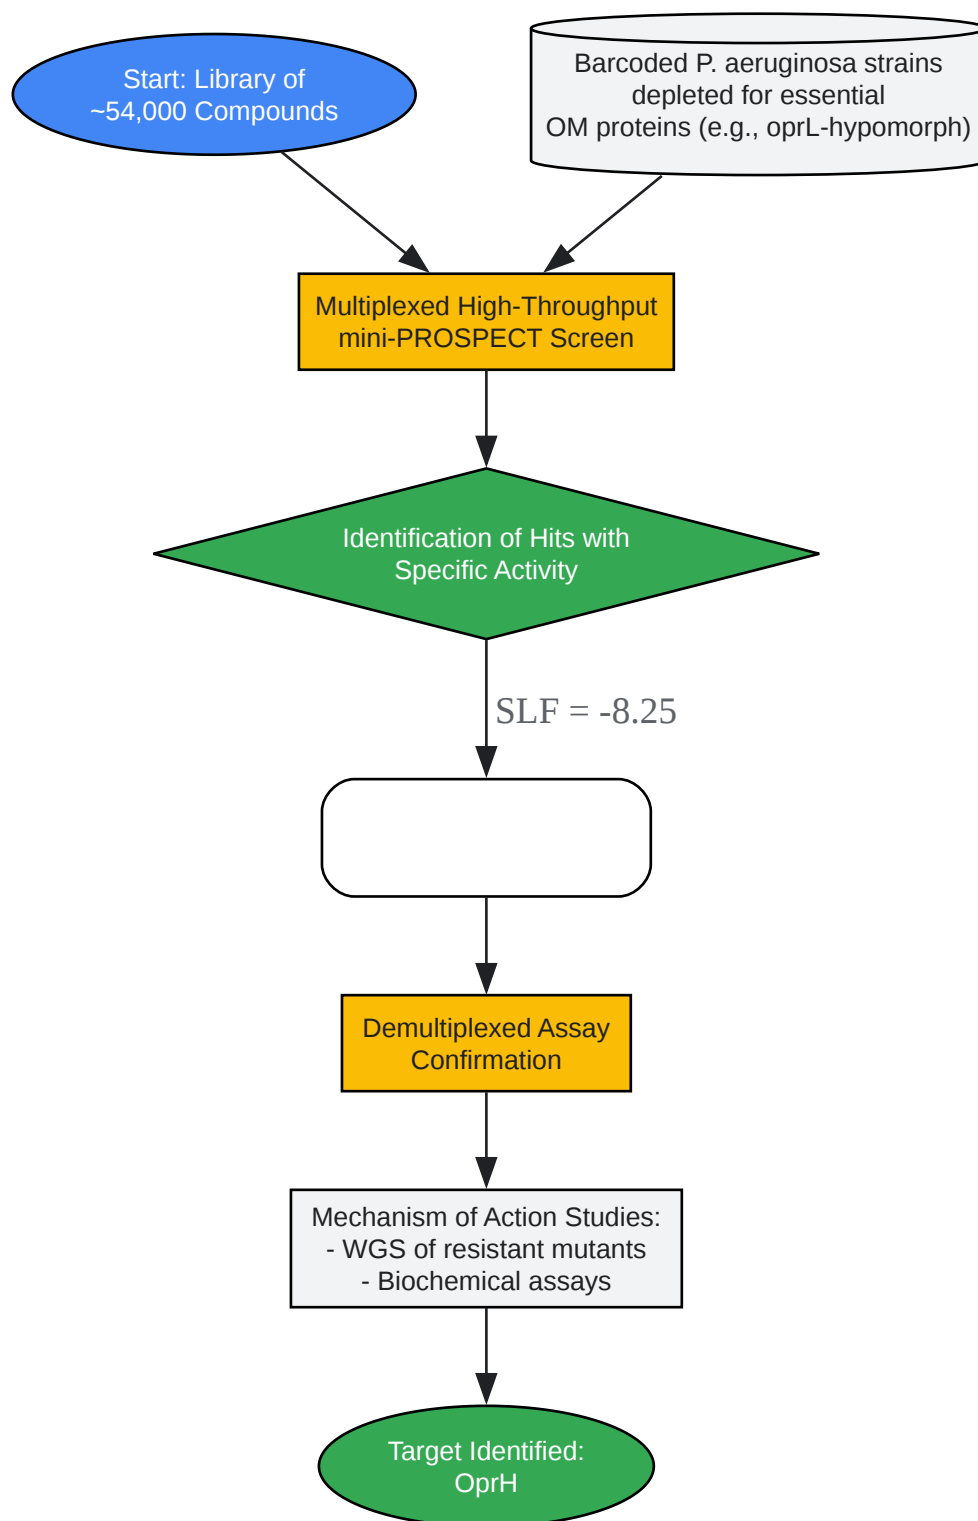 Start: Library of
~54,000 Compounds
Barcoded P. aeruginosa strains
depleted for essential
OM proteins (e.g., oprL-hypomorph)
Multiplexed High-Throughput
mini-PROSPECT Screen
Identification of Hits with
Specific Activity
SLF = -8.25
Demultiplexed Assay
Confirmation
Mechanism of Action Studies:
- WGS of resistant mutants
- Biochemical assays
Target Identified:
OprH